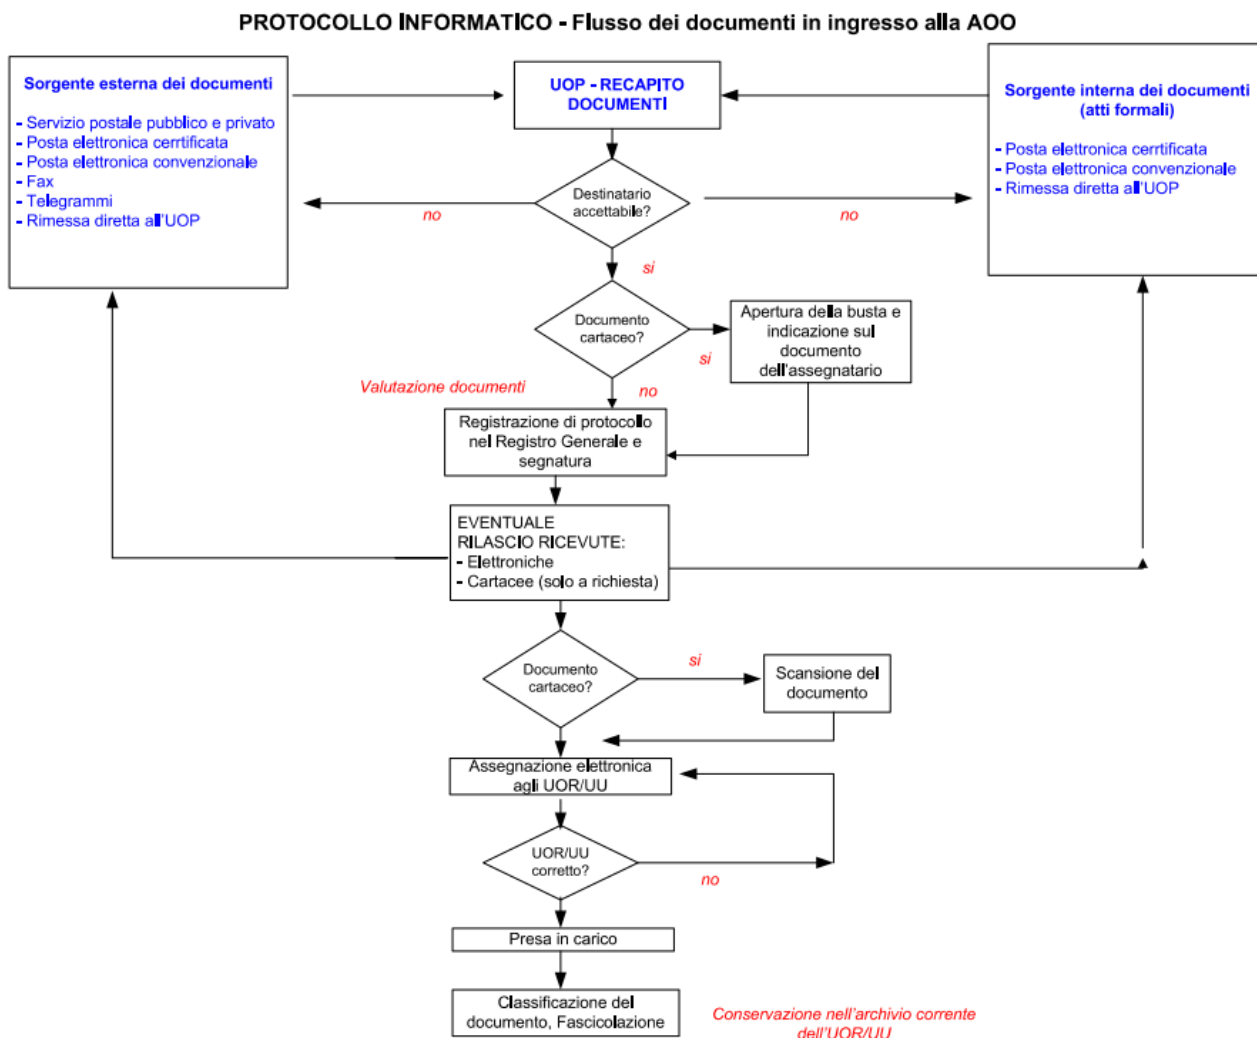 PROTOCOLLO INFORMATICO - Flusso dei documenti in ingresso alla AOO
Sorgente esterna dei documenti
- Servizio postale pubblico e privato
- Posta elettronica cerrtificata
- Posta elettronica convenzionale
- Fax
- Telegrammi
- Rimessa diretta all'UOP
UOP - RECAPITO
DOCUMENTI
Sorgente interna dei documenti
(atti formali)
- Posta elettronica cerrtificata
- Posta elettronica convenzionale
- Rimessa diretta all'UOP
Destinatario
accettabile?
no
no
si
Documento
cartaceo?
si
Apertura della busta e
indicazione sul
documento
dell'assegnatario
Valutazione documenti
no
Registrazione di protocollo
nel Registro Generale e
segnatura
EVENTUALE
RILASCIO RICEVUTE:
- Elettroniche
- Cartacee (solo a richiesta)
Documento
cartaceo?
si
Scansione del
documento
Assegnazione elettronica
agli UOR/UU
UOR/UU
corretto?
no
Presa in carico
Classificazione del
documento, Fascicolazione
Conservazione nell'archivio corrente
dell'UOR/UU